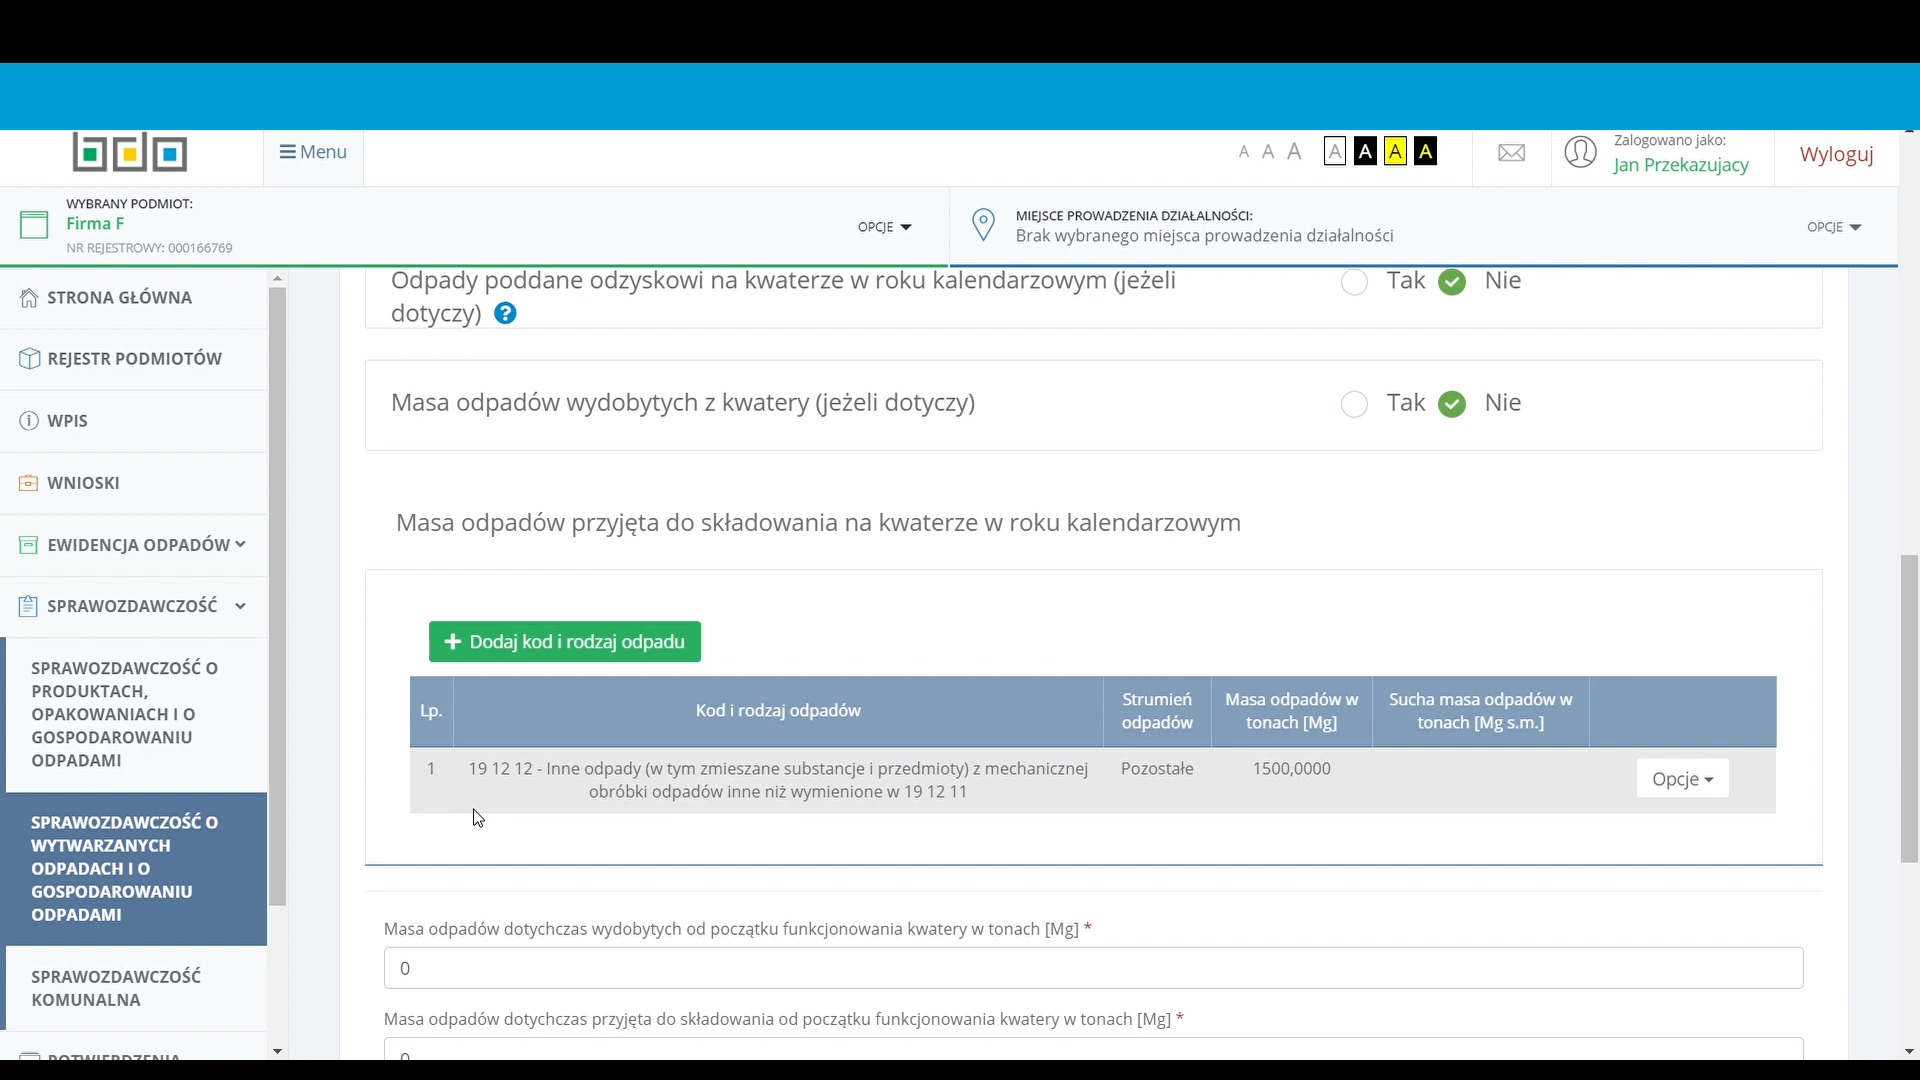 bdo
Menu
A A A A A A A
Zalogowano jako:
Jan Przekazujacy
Wyloguj
WYBRANY PODMIOT:
Firma F
NR REJESTROWY: 000166769
OPCJE
MIEJSCE PROWADZENIA DZIAŁALNOŚCI:
Brak wybranego miejsca prowadzenia działalności
OPCJE
STRONA GŁÓWNA
REJESTR PODMIOTÓW
WPIS
WNIOSKI
EWIDENCJA ODPADÓW
SPRAWOZDAWCZOŚĆ
SPRAWOZDAWCZOŚĆ O
PRODUKTACH,
OPAKOWANIACH I O
GOSPODAROWANIU
ODPADAMI
SPRAWOZDAWCZOŚĆ O
WYTWARZANYCH
ODPADACH I O
GOSPODAROWANIU
ODPADAMI
SPRAWOZDAWCZOŚĆ
KOMUNALNA
POTWIERDZENIA
Odpady poddane odzyskowi na kwaterze w roku kalendarzowym (jeżeli
dotyczy) ?
Tak Nie
Masa odpadów wydobytych z kwatery (jeżeli dotyczy)
Tak Nie
Masa odpadów przyjęta do składowania na kwaterze w roku kalendarzowym
+ Dodaj kod i rodzaj odpadu
Lp.
Kod i rodzaj odpadów
Strumień
odpadów
Masa odpadów w
tonach [Mg]
Sucha masa odpadów w
tonach [Mg s.m.]
1
19 12 12 - Inne odpady (w tym zmieszane substancje i przedmioty) z mechanicznej
obróbki odpadów inne niż wymienione w 19 12 11
Pozostałe
1500,0000
Opcje
Masa odpadów dotychczas wydobytych od początku funkcjonowania kwatery w tonach [Mg] *
0
Masa odpadów dotychczas przyjęta do składowania od początku funkcjonowania kwatery w tonach [Mg] *
0